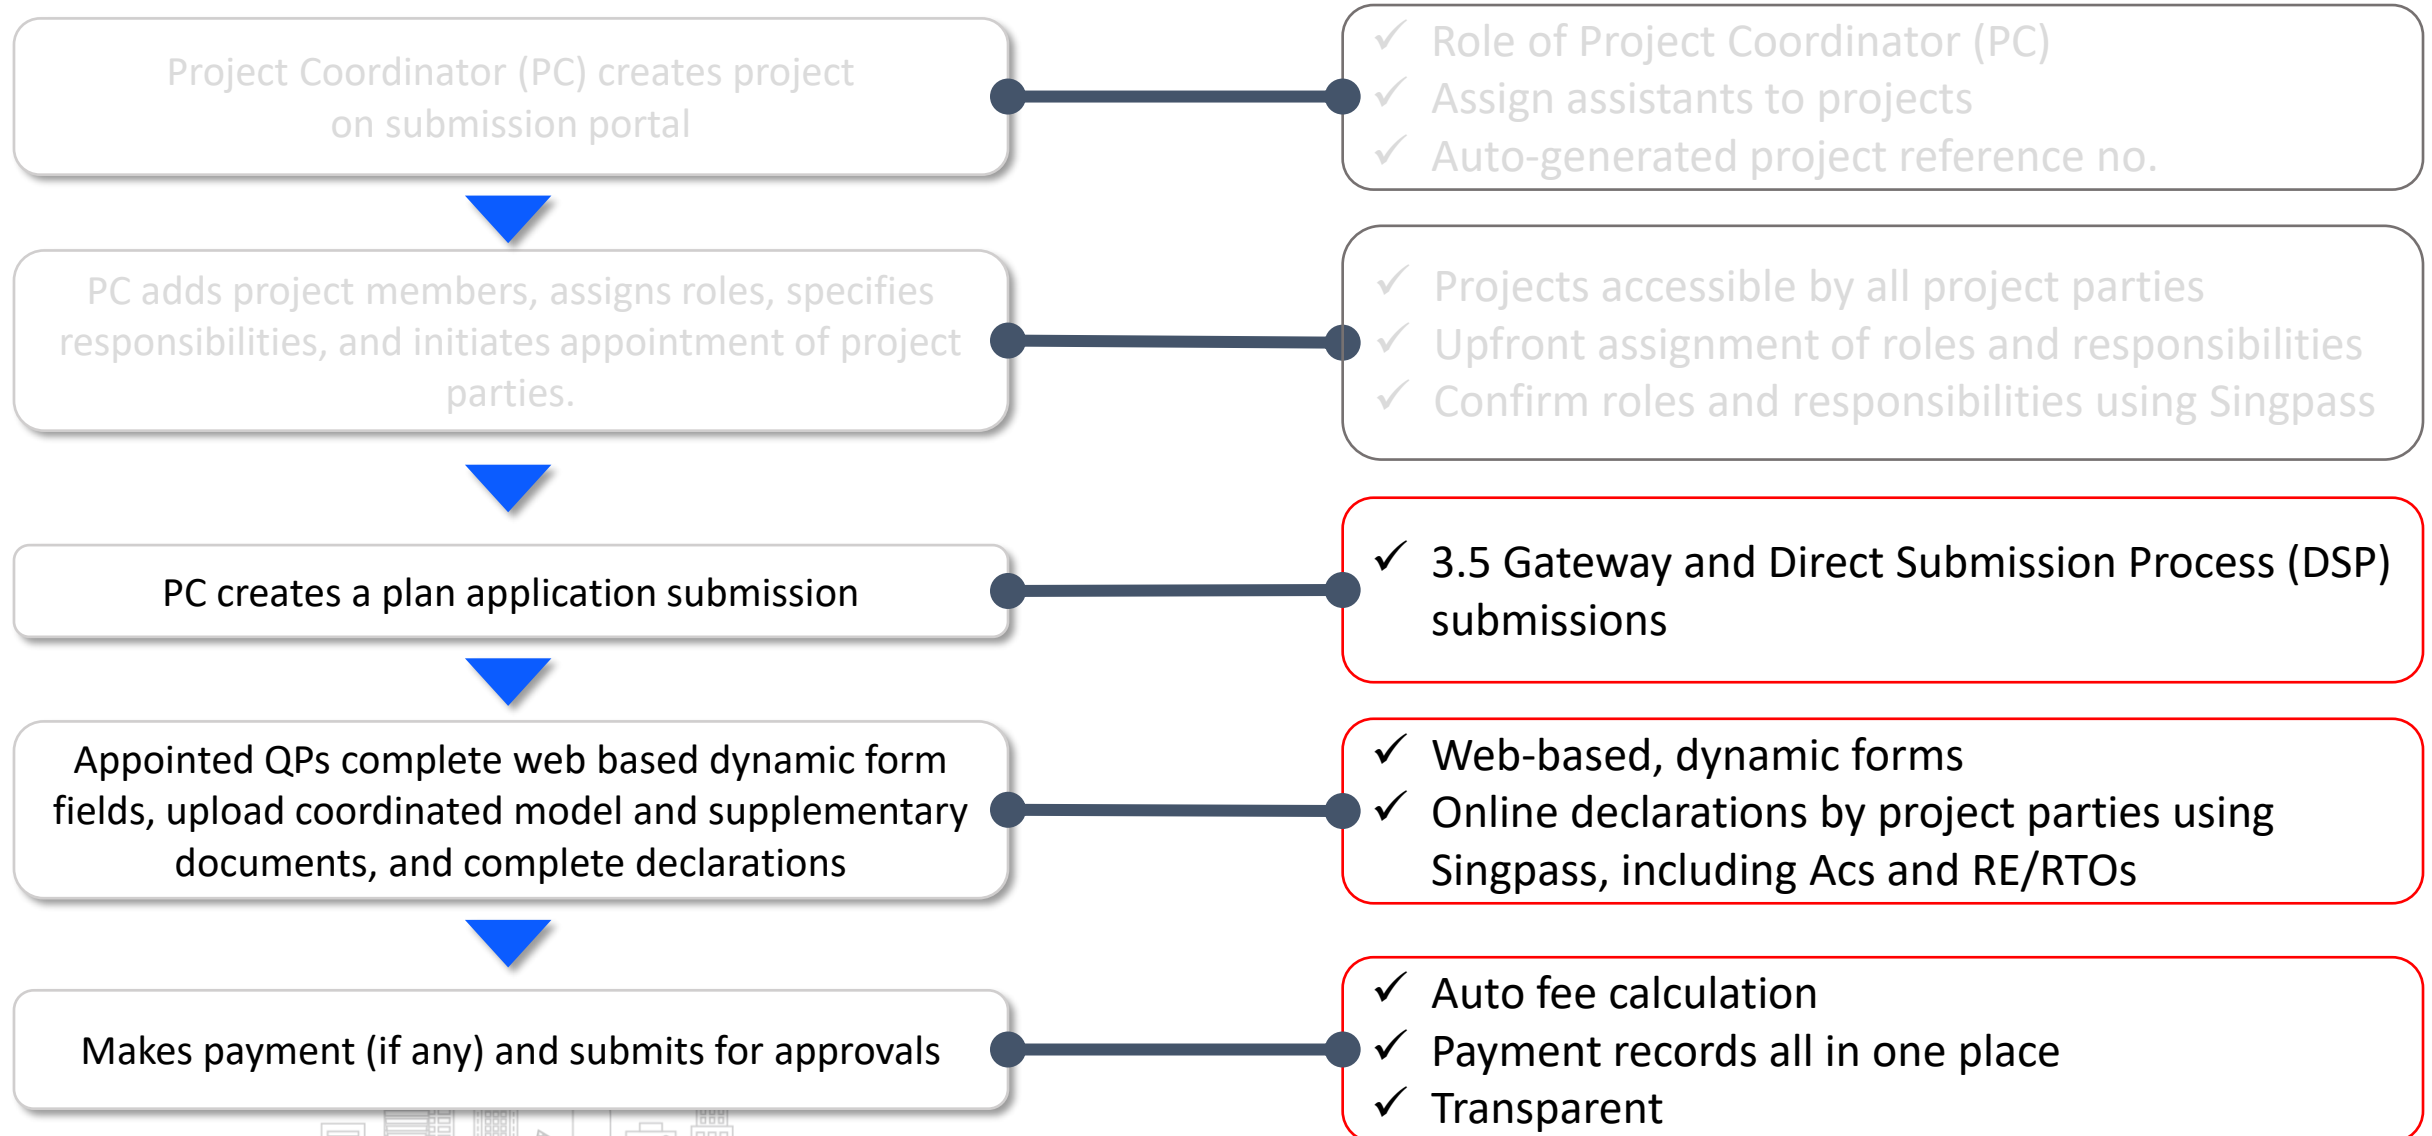 Project Coordinator (PC) creates project
on submission portal
✓ Role of Project Coordinator (PC)
✓ Assign assistants to projects
✓ Auto-generated project reference no.
PC adds project members, assigns roles, specifies
responsibilities, and initiates appointment of project
parties.
✓ Projects accessible by all project parties
✓ Upfront assignment of roles and responsibilities
✓ Confirm roles and responsibilities using Singpass
PC creates a plan application submission
✓ 3.5 Gateway and Direct Submission Process (DSP)
submissions
Appointed QPs complete web based dynamic form
fields, upload coordinated model and supplementary
documents, and complete declarations
✓ Web-based, dynamic forms
✓ Online declarations by project parties using
Singpass, including Acs and RE/RTOs
Makes payment (if any) and submits for approvals
✓ Auto fee calculation
✓ Payment records all in one place
✓ Transparent